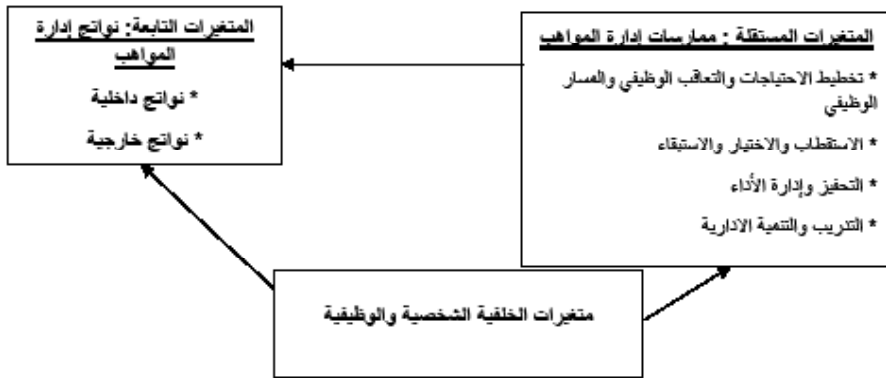 المتغيرات المستقلة : ممارسات إدارة المواهب
* تخطيط الاحتياجات والتعاقب الوظيفي والمسار
الوظيفي
* الاستقطاب والاختيار والاستبقاء
* التحفيز وإدارة الأداء
* التدريب والتنمية الادارية
المتغيرات التابعة: نواتج إدارة
المواهب
* نواتج داخلية
* نواتج خارجية
متغيرات الخلفية الشخصية والوظيفية